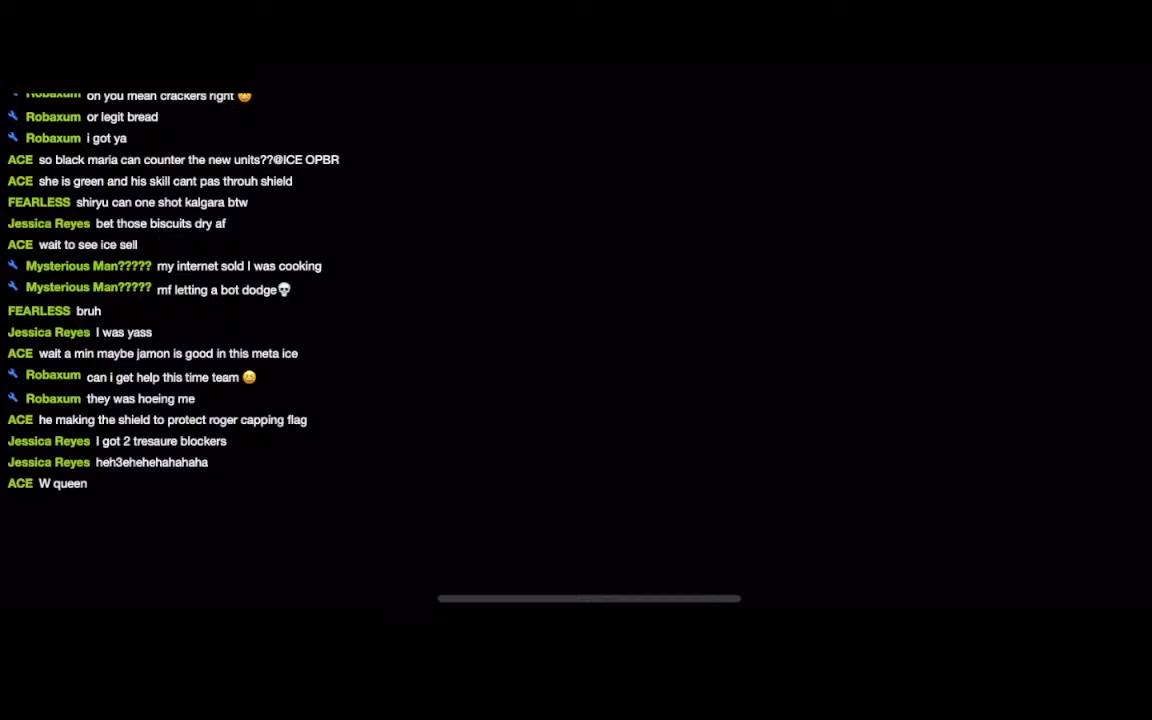 Robaxum on you mean crackers right 😄
Robaxum or legit bread
Robaxum i got ya
ACE so black maria can counter the new units??@ICE OPBR
ACE she is green and his skill cant pas throuh shield
FEARLESS shiryu can one shot kalgara btw
Jessica Reyes bet those biscuits dry af
ACE wait to see ice sell
Mysterious Man????? my internet sold I was cooking
Mysterious Man????? mf letting a bot dodge💀
FEARLESS bruh
Jessica Reyes I was yass
ACE wait a min maybe jamon is good in this meta ice
Robaxum can i get help this time team 😄
Robaxum they was hoeing me
ACE he making the shield to protect roger capping flag
Jessica Reyes I got 2 tresaure blockers
Jessica Reyes heh3ehehehahahaha
ACE W queen